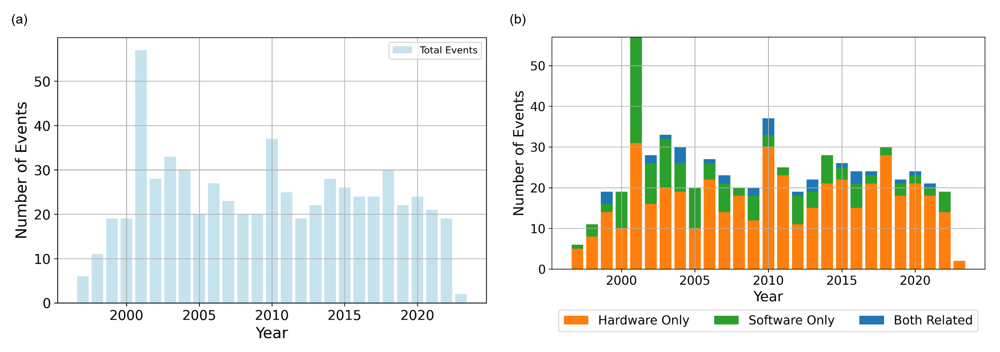 (a)
Number of Events
50
40
30
20
10
0
2000 2005 2010 2015 2020
Year
Total Events
(b)
Number of Events
50
40
30
20
10
0
2000 2005 2010 2015 2020
Year
Hardware Only Software Only Both Related